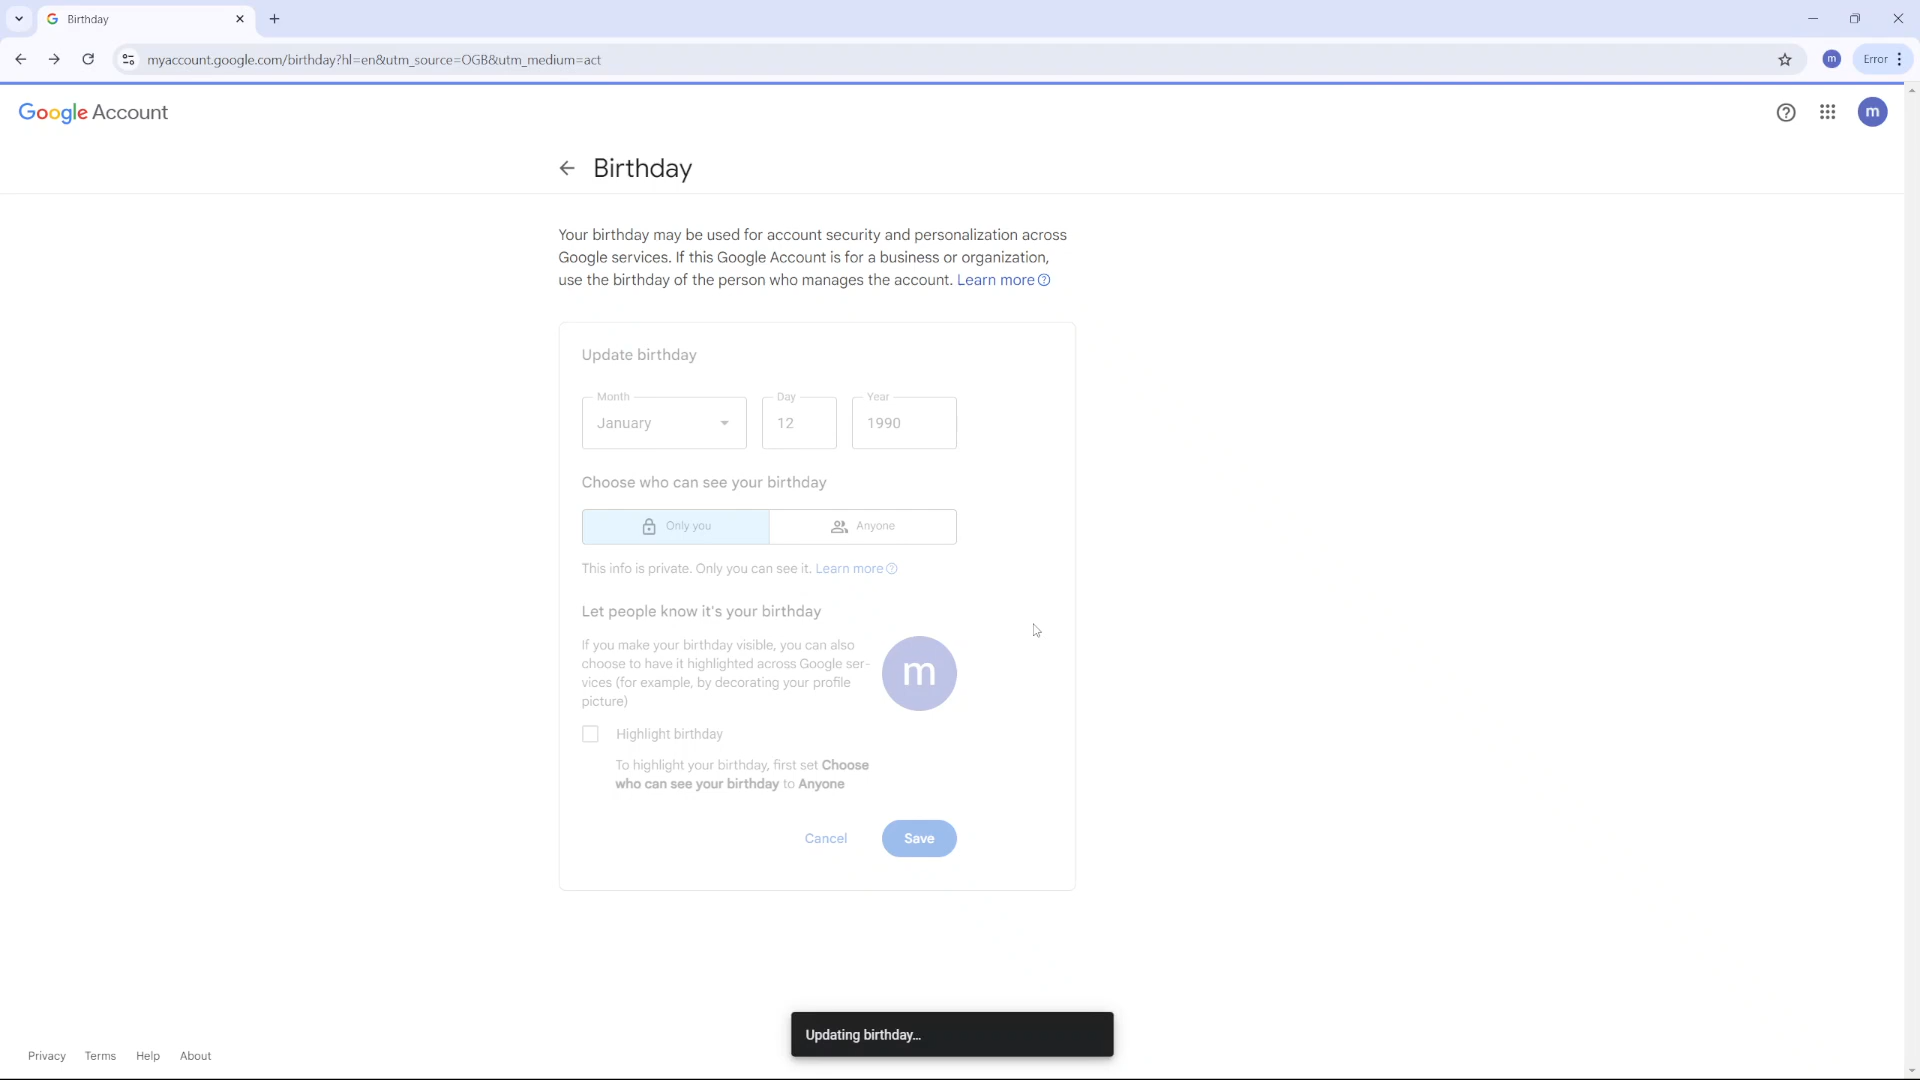 Birthday
myaccount.google.com/birthday?hl=en&utm_source=OGB&utm_medium=act
m
Error
Google Account
m
Birthday
Your birthday may be used for account security and personalization across
Google services. If this Google Account is for a business or organization,
use the birthday of the person who manages the account. Learn more
Update birthday
Month
Day
Year
January
12
1990
Choose who can see your birthday
Only you
Anyone
This info is private. Only you can see it. Learn more
Let people know it's your birthday
If you make your birthday visible, you can also
choose to have it highlighted across Google ser-
vices (for example, by decorating your profile
picture)
m
Highlight birthday
To highlight your birthday, first set Choose
who can see your birthday to Anyone
Cancel
Save
Updating birthday...
Privacy
Terms
Help
About